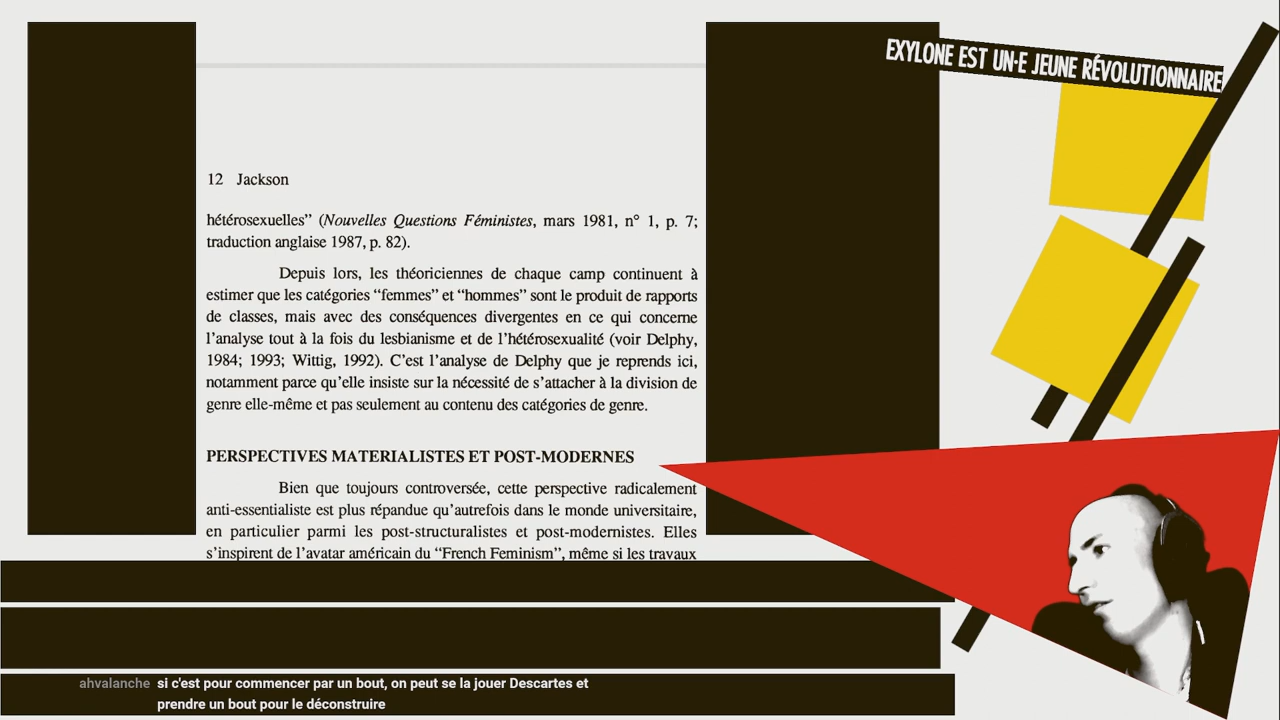 EXYLONE EST UN·E JEUNE RÉVOLUTIONNAIRE
12 Jackson
hétérosexuelles” (Nouvelles Questions Féministes, mars 1981, n° 1, p. 7;
traduction anglaise 1987, p. 82).
Depuis lors, les théoriciennes de chaque camp continuent à
estimer que les catégories “femmes” et “hommes” sont le produit de rapports
de classes, mais avec des conséquences divergentes en ce qui concerne
l’analyse tout à la fois du lesbianisme et de l’hétérosexualité (voir Delphy,
1984; 1993; Wittig, 1992). C’est l’analyse de Delphy que je reprends ici,
notamment parce qu’elle insiste sur la nécessité de s’attacher à la division de
genre elle-même et pas seulement au contenu des catégories de genre.
PERSPECTIVES MATERIALISTES ET POST-MODERNES
Bien que toujours controversée, cette perspective radicalement
anti-essentialiste est plus répandue qu’autrefois dans le monde universitaire,
en particulier parmi les post-structuralistes et post-modernistes. Elles
s’inspirent de l’avatar américain du “French Feminism”, même si les travaux
ahvalanche si c'est pour commencer par un bout, on peut se la jouer Descartes et
prendre un bout pour le déconstruire